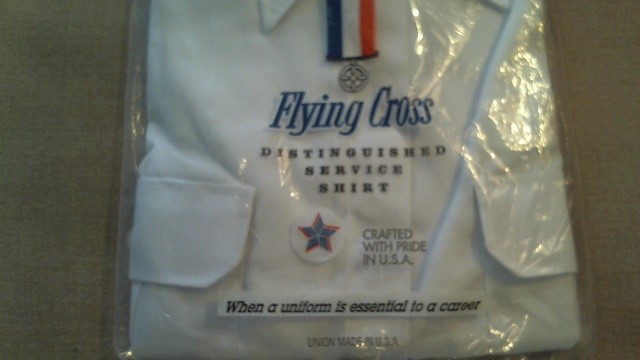 Flying Cross
DISTINGUISHED
SERVICE
SHIRT
CRAFTED
WITH PRIDE
IN U.S.A.
When a uniform is essential to a career
UNION MADE IN U.S.A.